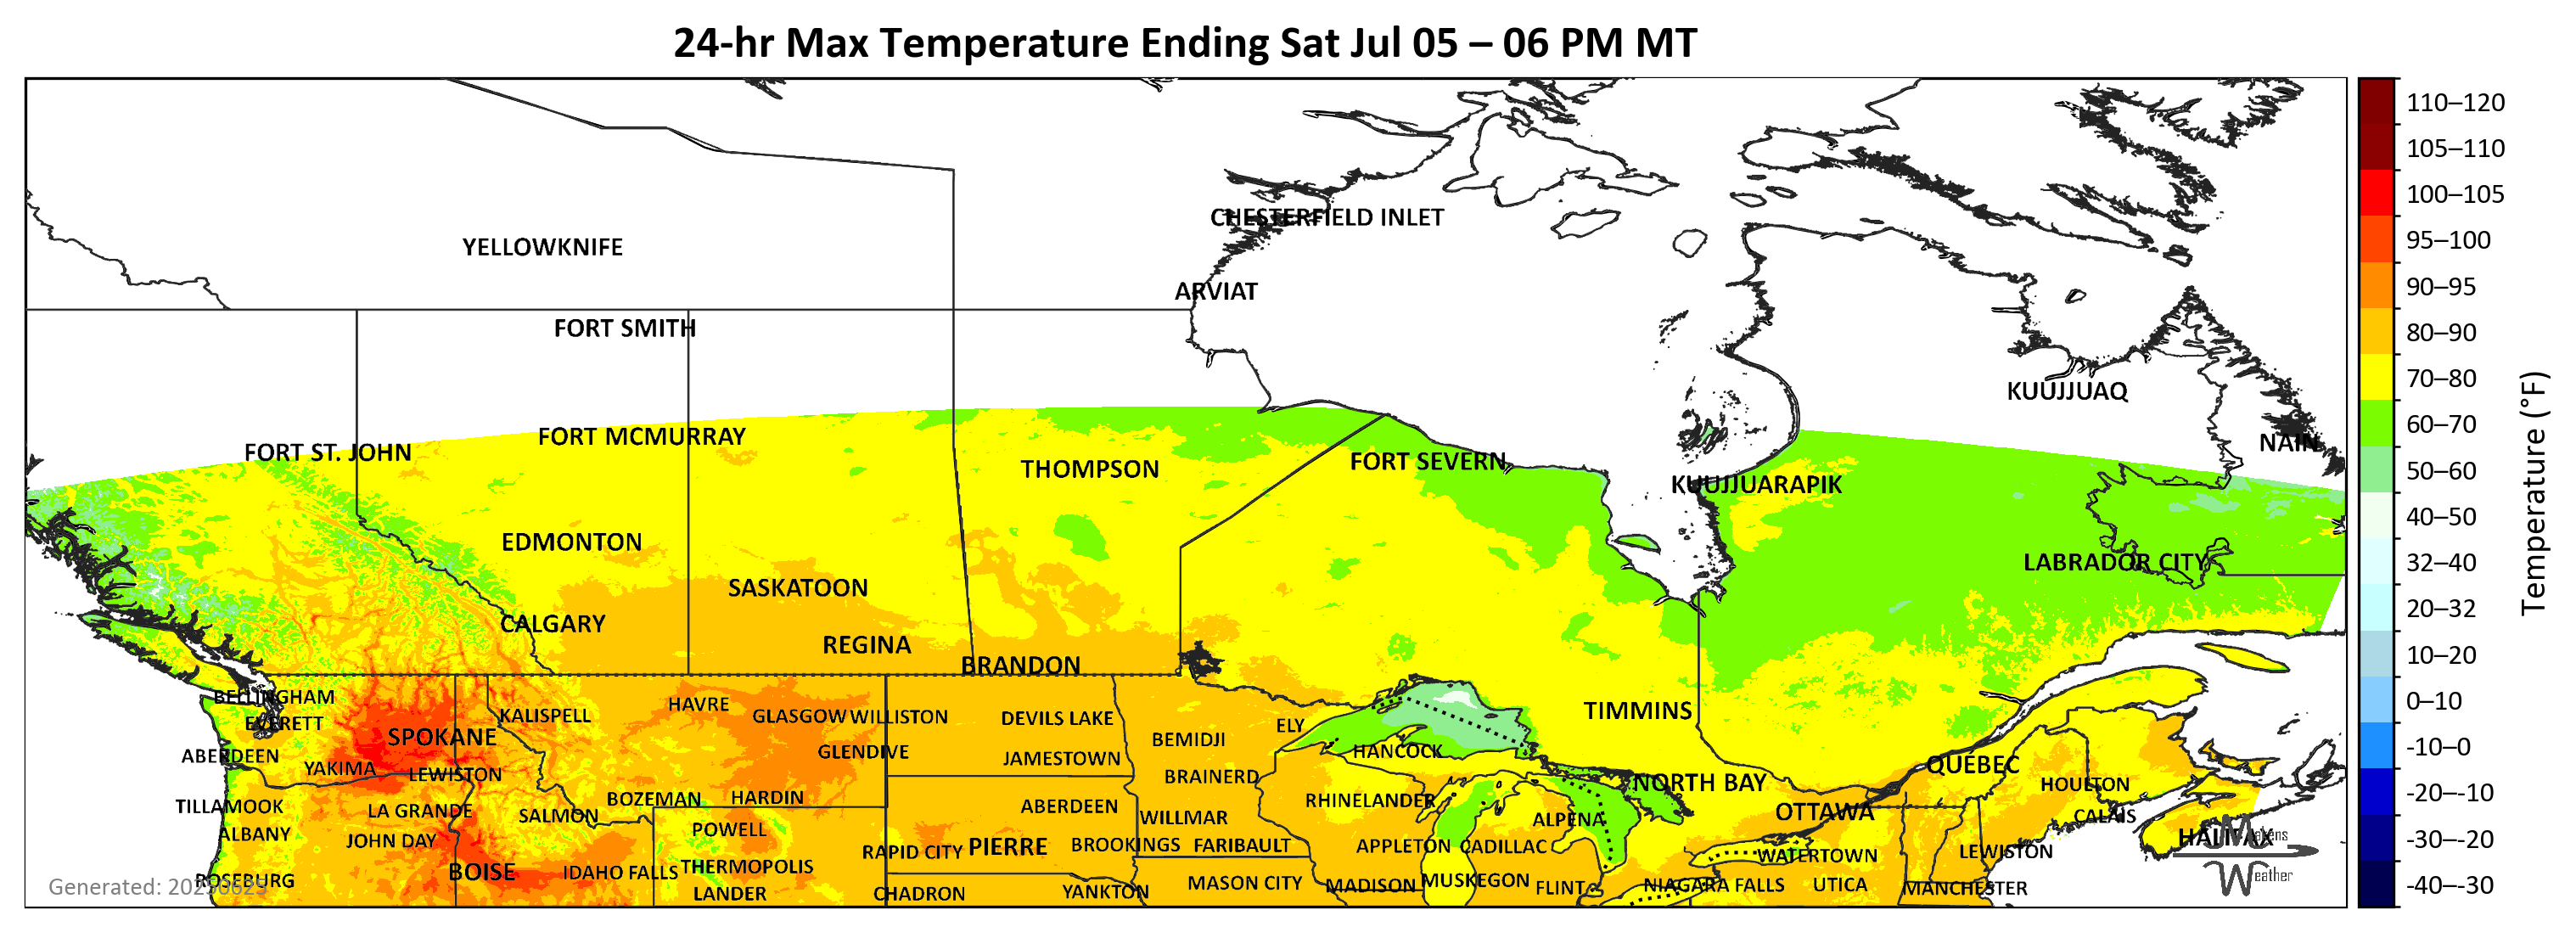 24-hr Max Temperature Ending Sat Jul 05 – 06 PM MT
CHESTERFIELD INLET
YELLOWKNIFE
ARVIAT
FORT SMITH
KUUJJUAQ
FORT MCMURRAY
NAIN
FORT ST. JOHN
FORT SEVERN
THOMPSON
KUUJJUARAPIK
EDMONTON
LABRADOR CITY
SASKATOON
CALGARY
REGINA
BRANDON
BELLINGHAM
HAVRE
TIMMINS
KALISPELL
GLASGOW WILLISTON
DEVILS LAKE
EVERETT
ELY
SPOKANE
BEMIDJI
GLENDIVE
HANCOCK
ABERDEEN
JAMESTOWN
QUÉBEC
YAKIMA
LEWISTON
BRAINERD
NORTH BAY
HOULTON
BOZEMAN
HARDIN
RHINELANDER
TILLAMOOK
LA GRANDE
SALMON
ABERDEEN
WILLMAR
ALPENA
OTTAWA
CALAIS
ALBANY
JOHN DAY
POWELL
HALIFAX
Makens
Weather
RAPID CITY
PIERRE
BROOKINGS
FARIBAULT
APPLETON
CADILLAC
WATERTOWN
LEWISTON
BOISE
IDAHO FALLS
THERMOPOLIS
ROSEBURG
MASON CITY
MADISON
MUSKEGON
FLINT
NIAGARA FALLS
UTICA
MANCHESTER
LANDER
CHADRON
YANKTON
Generated: 20250625
110–120
105–110
100–105
95–100
90–95
80–90
70–80
60–70
50–60
40–50
32–40
20–32
10–20
0–10
-10–0
-20–-10
-30–-20
-40–-30
Temperature (°F)